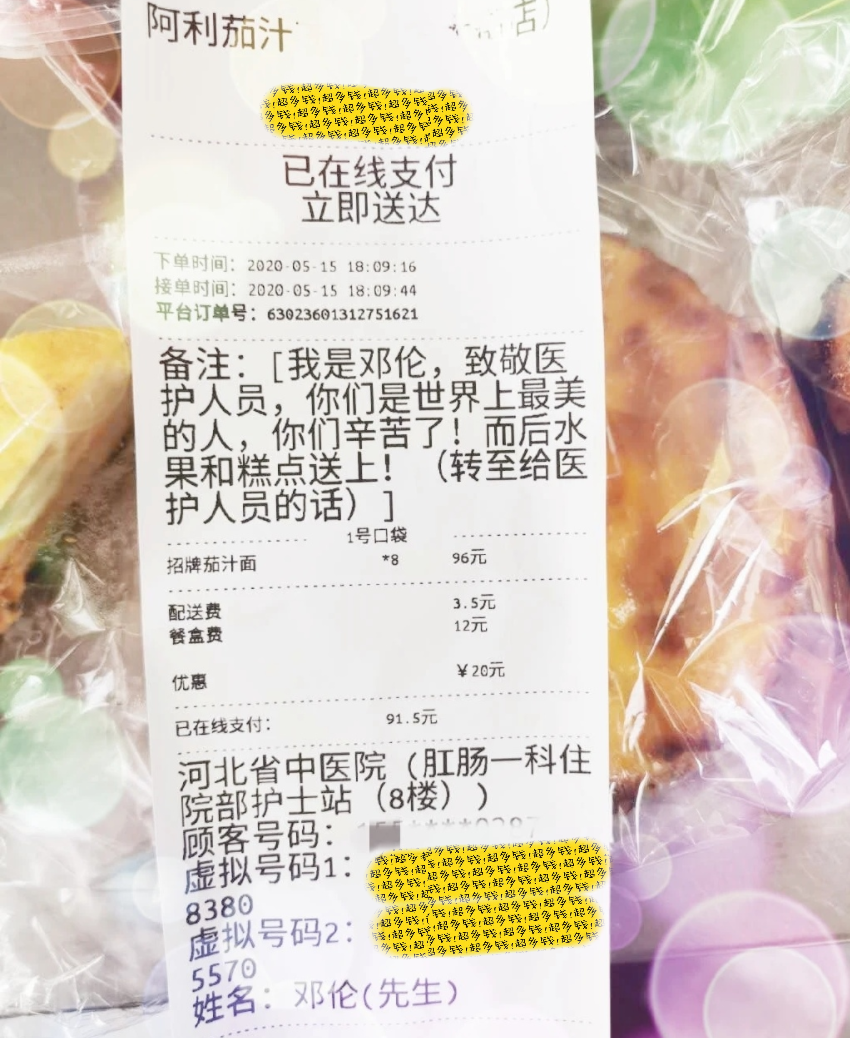 阿利茄汁
店）
已在线支付
立即送达
下单时间：2020-05-15 18:09:16
接单时间：2020-05-15 18:09:44
平台订单号：63023601312751621
备注：[我是邓伦，致敬医
护人员，你们是世界上最美
的人，你们辛苦了！而后水
果和糕点送上！（转至给医
护人员的话）]
1号口袋
招牌茄汁面 *8 96元
配送费 3.5元
餐盒费 12元
优惠 ￥20元
已在线支付： 91.5元
河北省中医院（肛肠一科住
院部护士站（8楼））
顾客号码：
虚拟号码1：
8380
虚拟号码2：
5570
姓名：邓伦(先生)